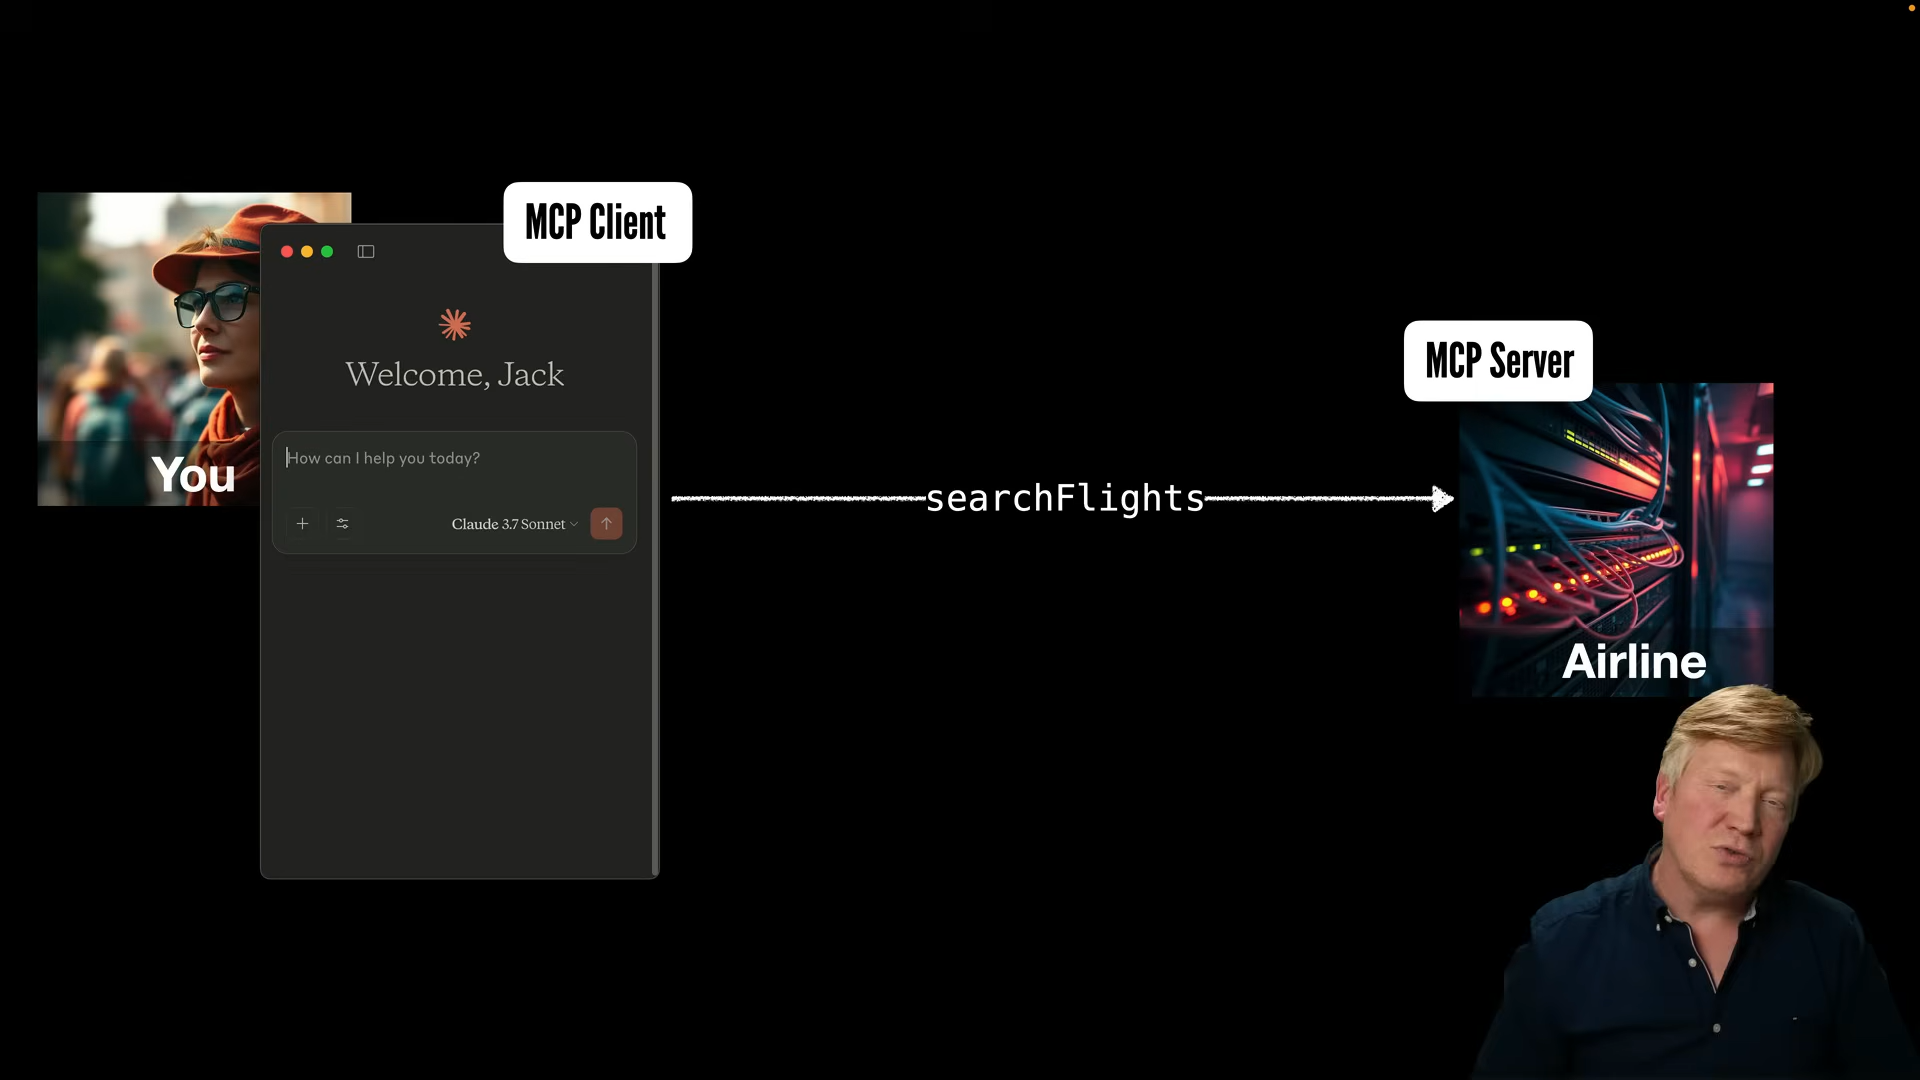 MCP Client
Welcome, Jack
How can I help you today?
Claude 3.7 Sonnet
You
searchFlights
MCP Server
Airline